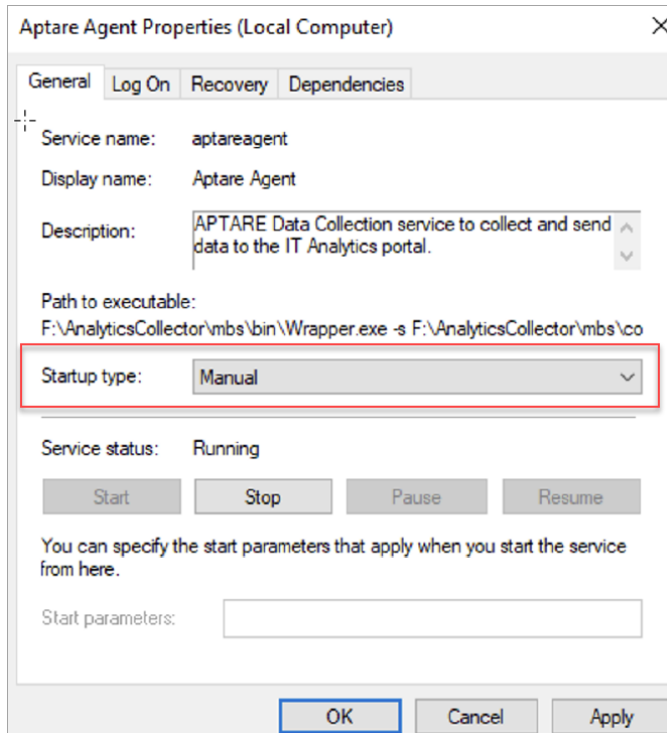 Aptare Agent Properties (Local Computer)
General Log On Recovery Dependencies
Service name: aptareagent
Display name: Aptare Agent
Description: APTARE Data Collection service to collect and send
data to the IT Analytics portal.
Path to executable:
F:\AnalyticsCollector\mbs\bin\Wrapper.exe -s F:\AnalyticsCollector\mbs\co
Startup type: Manual
Service status: Running
Start Stop Pause Resume
You can specify the start parameters that apply when you start the service
from here.
Start parameters:
OK Cancel Apply